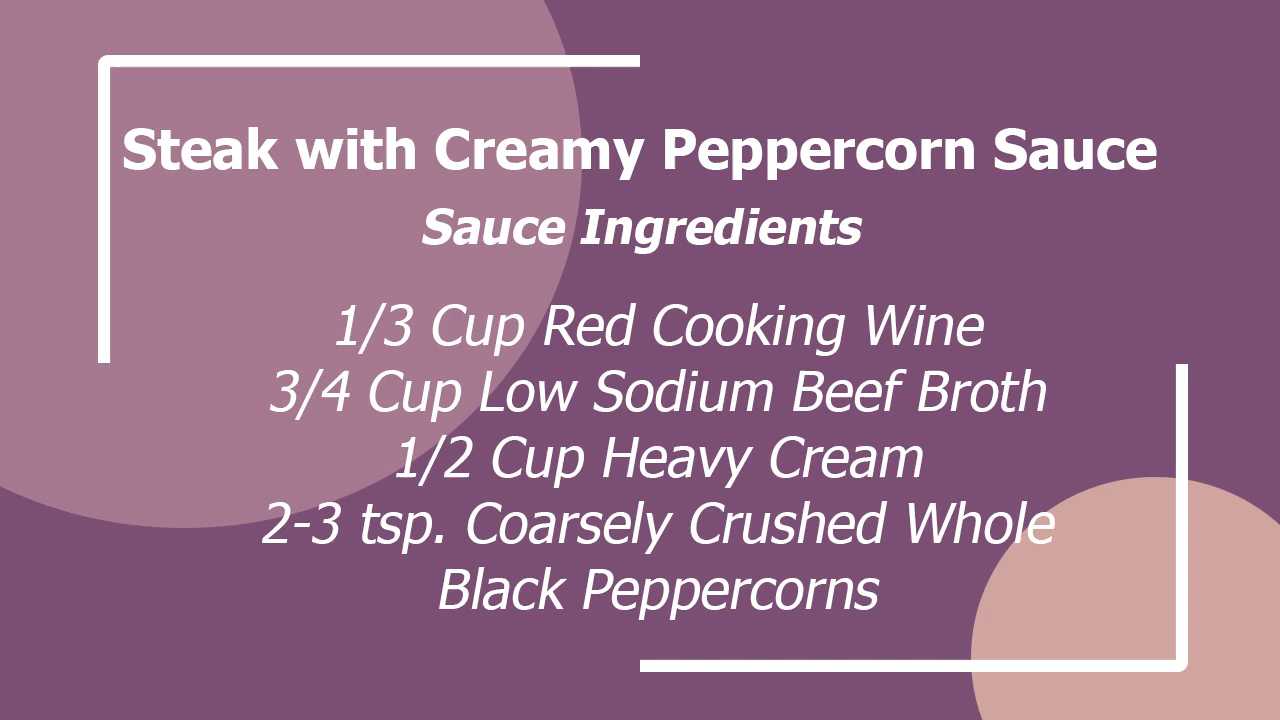 Steak with Creamy Peppercorn Sauce
Sauce Ingredients
1/3 Cup Red Cooking Wine
3/4 Cup Low Sodium Beef Broth
1/2 Cup Heavy Cream
2-3 tsp. Coarsely Crushed Whole
Black Peppercorns